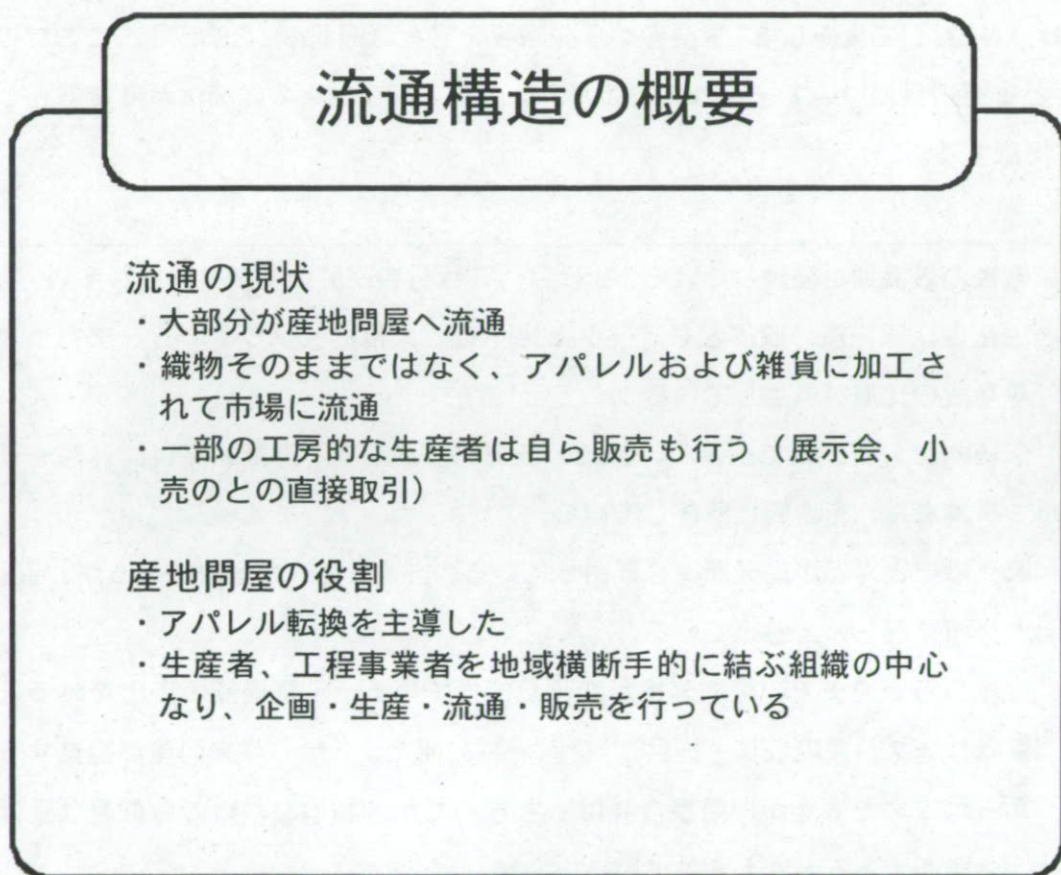 流通構造の概要
流通の現状
・大部分が産地問屋へ流通
・織物そのままではなく、アパレルおよび雑貨に加工さ
れて市場に流通
・一部の工房的な生産者は自ら販売も行う（展示会、小
売のとの直接取引）
産地問屋の役割
・アパレル転換を主導した
・生産者、工程事業者を地域横断手的に結ぶ組織の中心
なり、企画・生産・流通・販売を行っている